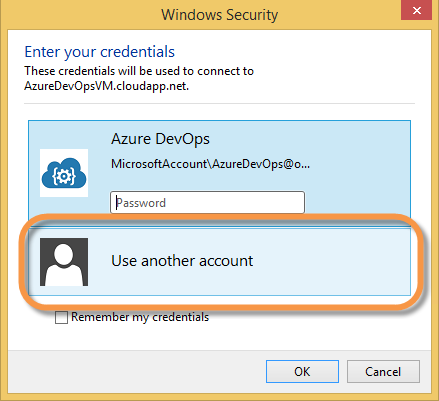 Windows Security
Enter your credentials
These credentials will be used to connect to
AzureDevOpsVM.cloudapp.net.
Azure DevOps
MicrosoftAccount\AzureDevOps@o...
Password
Use another account
Remember my credentials
OK
Cancel